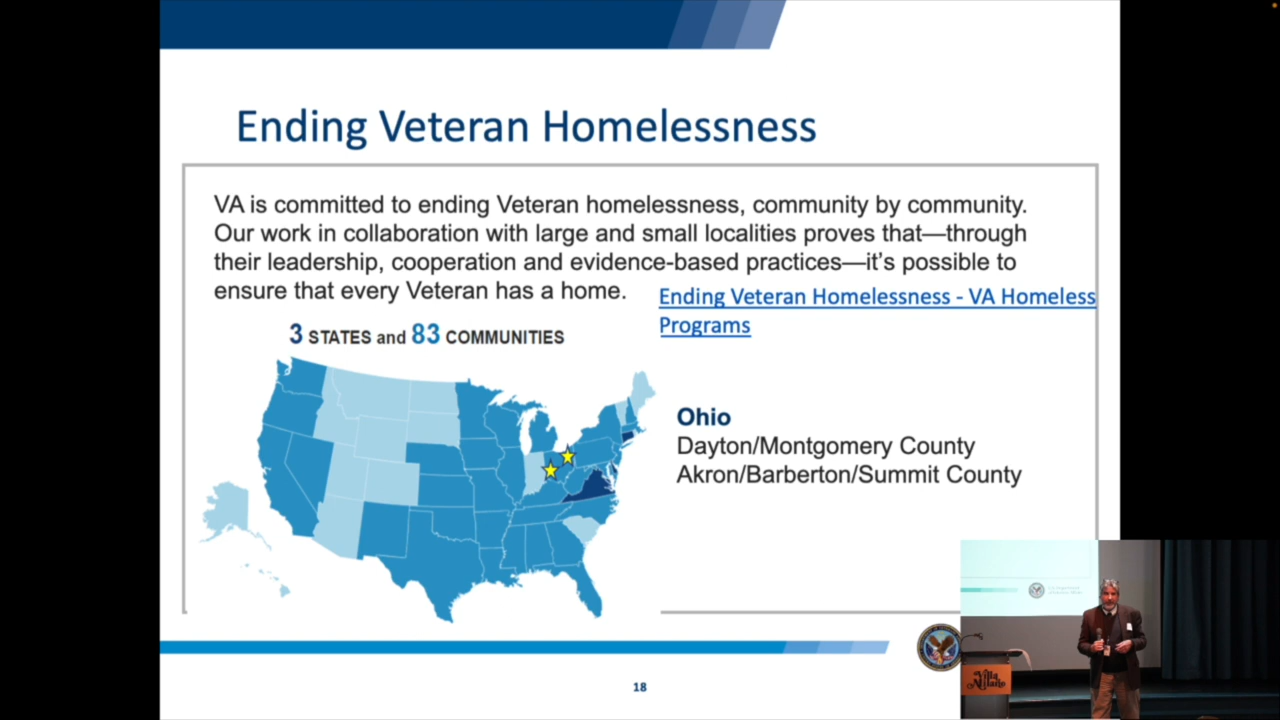 Ending Veteran Homelessness
VA is committed to ending Veteran homelessness, community by community.
Our work in collaboration with large and small localities proves that—through
their leadership, cooperation and evidence-based practices—it's possible to
ensure that every Veteran has a home.
Ending Veteran Homelessness - VA Homeless
Programs
3 STATES and 83 COMMUNITIES
Ohio
Dayton/Montgomery County
Akron/Barberton/Summit County
18
Villa
Milano